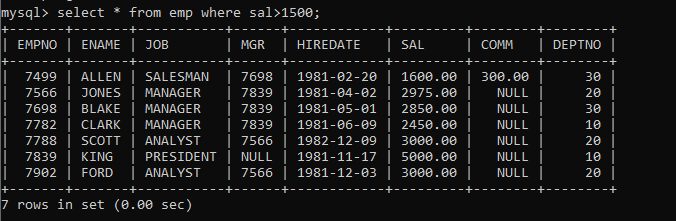 mysql> select * from emp where sal>1500;
+-------+-------+-----------+------+------------+---------+--------+--------+
| EMPNO | ENAME | JOB       | MGR  | HIREDATE   | SAL     | COMM   | DEPTNO |
+-------+-------+-----------+------+------------+---------+--------+--------+
|  7499 | ALLEN | SALESMAN  | 7698 | 1981-02-20 | 1600.00 | 300.00 |     30 |
|  7566 | JONES | MANAGER   | 7839 | 1981-04-02 | 2975.00 |   NULL |     20 |
|  7698 | BLAKE | MANAGER   | 7839 | 1981-05-01 | 2850.00 |   NULL |     30 |
|  7782 | CLARK | MANAGER   | 7839 | 1981-06-09 | 2450.00 |   NULL |     10 |
|  7788 | SCOTT | ANALYST   | 7566 | 1982-12-09 | 3000.00 |   NULL |     20 |
|  7839 | KING  | PRESIDENT | NULL | 1981-11-17 | 5000.00 |   NULL |     10 |
|  7902 | FORD  | ANALYST   | 7566 | 1981-12-03 | 3000.00 |   NULL |     20 |
+-------+-------+-----------+------+------------+---------+--------+--------+
7 rows in set (0.00 sec)